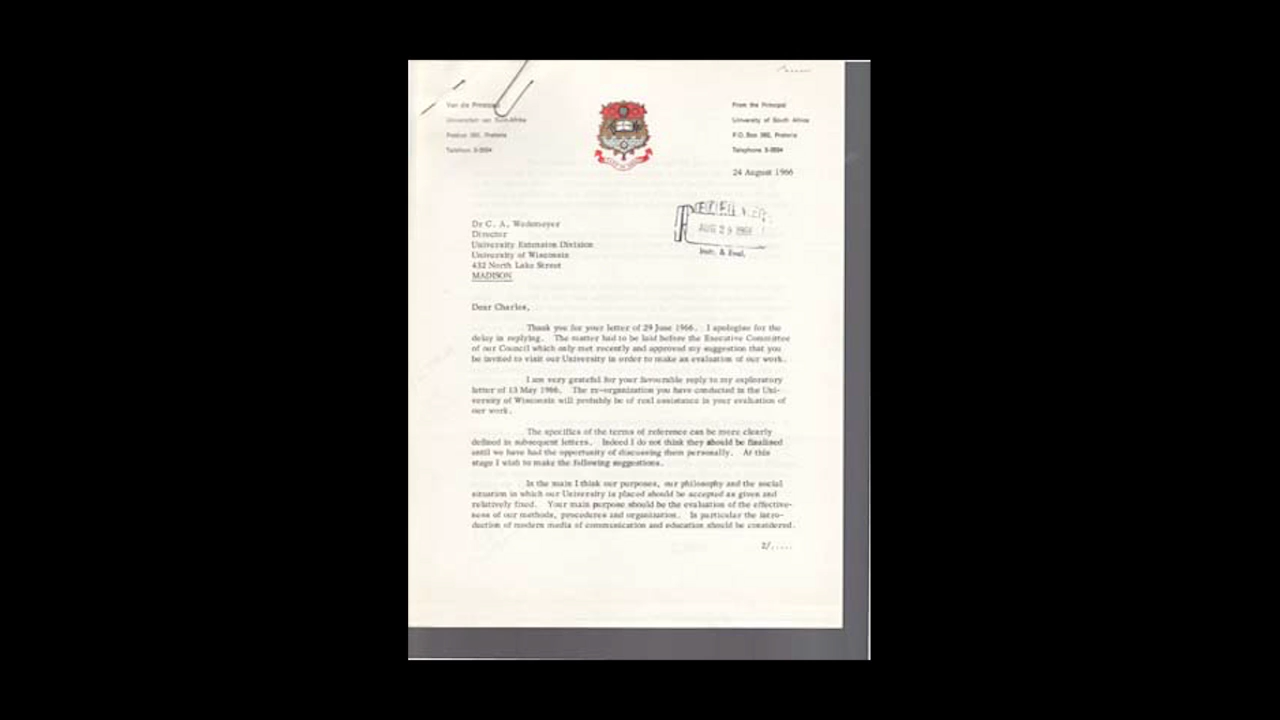 Van die Prinsipaal
Universiteit van Suid-Afrika
Posbus 392, Pretoria
Telefoon 3-0594
From the Principal
University of South Africa
P.O. Box 392, Pretoria
Telephone 3-0594
24 August 1966
AUG 29 1966
Instr. & Eval.
Dr C. A. Wedemeyer
Director
University Extension Division
University of Wisconsin
432 North Lake Street
MADISON
Dear Charles,
Thank you for your letter of 29 June 1966. I apologise for the
delay in replying. The matter had to be laid before the Executive Committee
of our Council which only met recently and approved my suggestion that you
be invited to visit our University in order to make an evaluation of our work.
I am very grateful for your favourable reply to my exploratory
letter of 13 May 1966. The re-organization you have conducted in the Uni-
versity of Wisconsin will probably be of real assistance in your evaluation of
our work.
The specifics of the terms of reference can be more clearly
defined in subsequent letters. Indeed I do not think they should be finalised
until we have had the opportunity of discussing them personally. At this
stage I wish to make the following suggestions.
In the main I think our purposes, our philosophy and the social
situation in which our University is placed should be accepted as given and
relatively fixed. Your main purpose should be the evaluation of the effective-
ness of our methods, procedures and organization. In particular the intro-
duction of modern media of communication and education should be considered.
2/.....